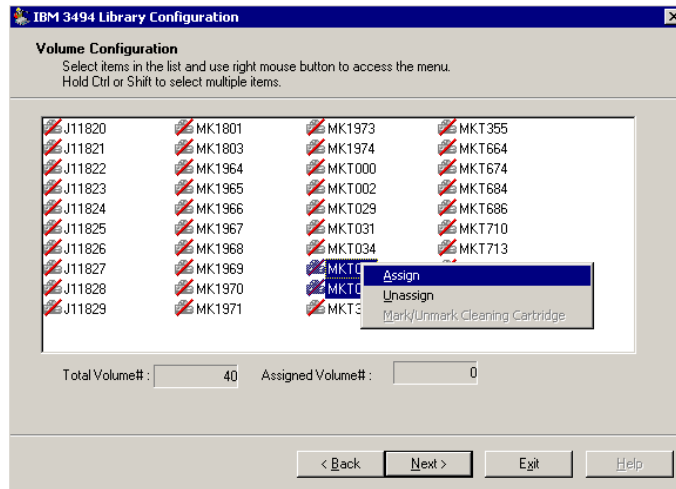 IBM 3494 Library Configuration
Volume Configuration
Select items in the list and use right mouse button to access the menu.
Hold Ctrl or Shift to select multiple items.
J11820 MK1801 MK1973 MKT355
J11821 MK1803 MK1974 MKT664
J11822 MK1964 MKT000 MKT674
J11823 MK1965 MKT002 MKT684
J11824 MK1966 MKT029 MKT686
J11825 MK1967 MKT031 MKT710
J11826 MK1968 MKT034 MKT713
J11827 MK1969
J11828 MK1970
J11829 MK1971
Assign
Unassign
Mark/Unmark Cleaning Cartridge
Total Volume# : 40 Assigned Volume# : 0
< Back Next > Exit Help